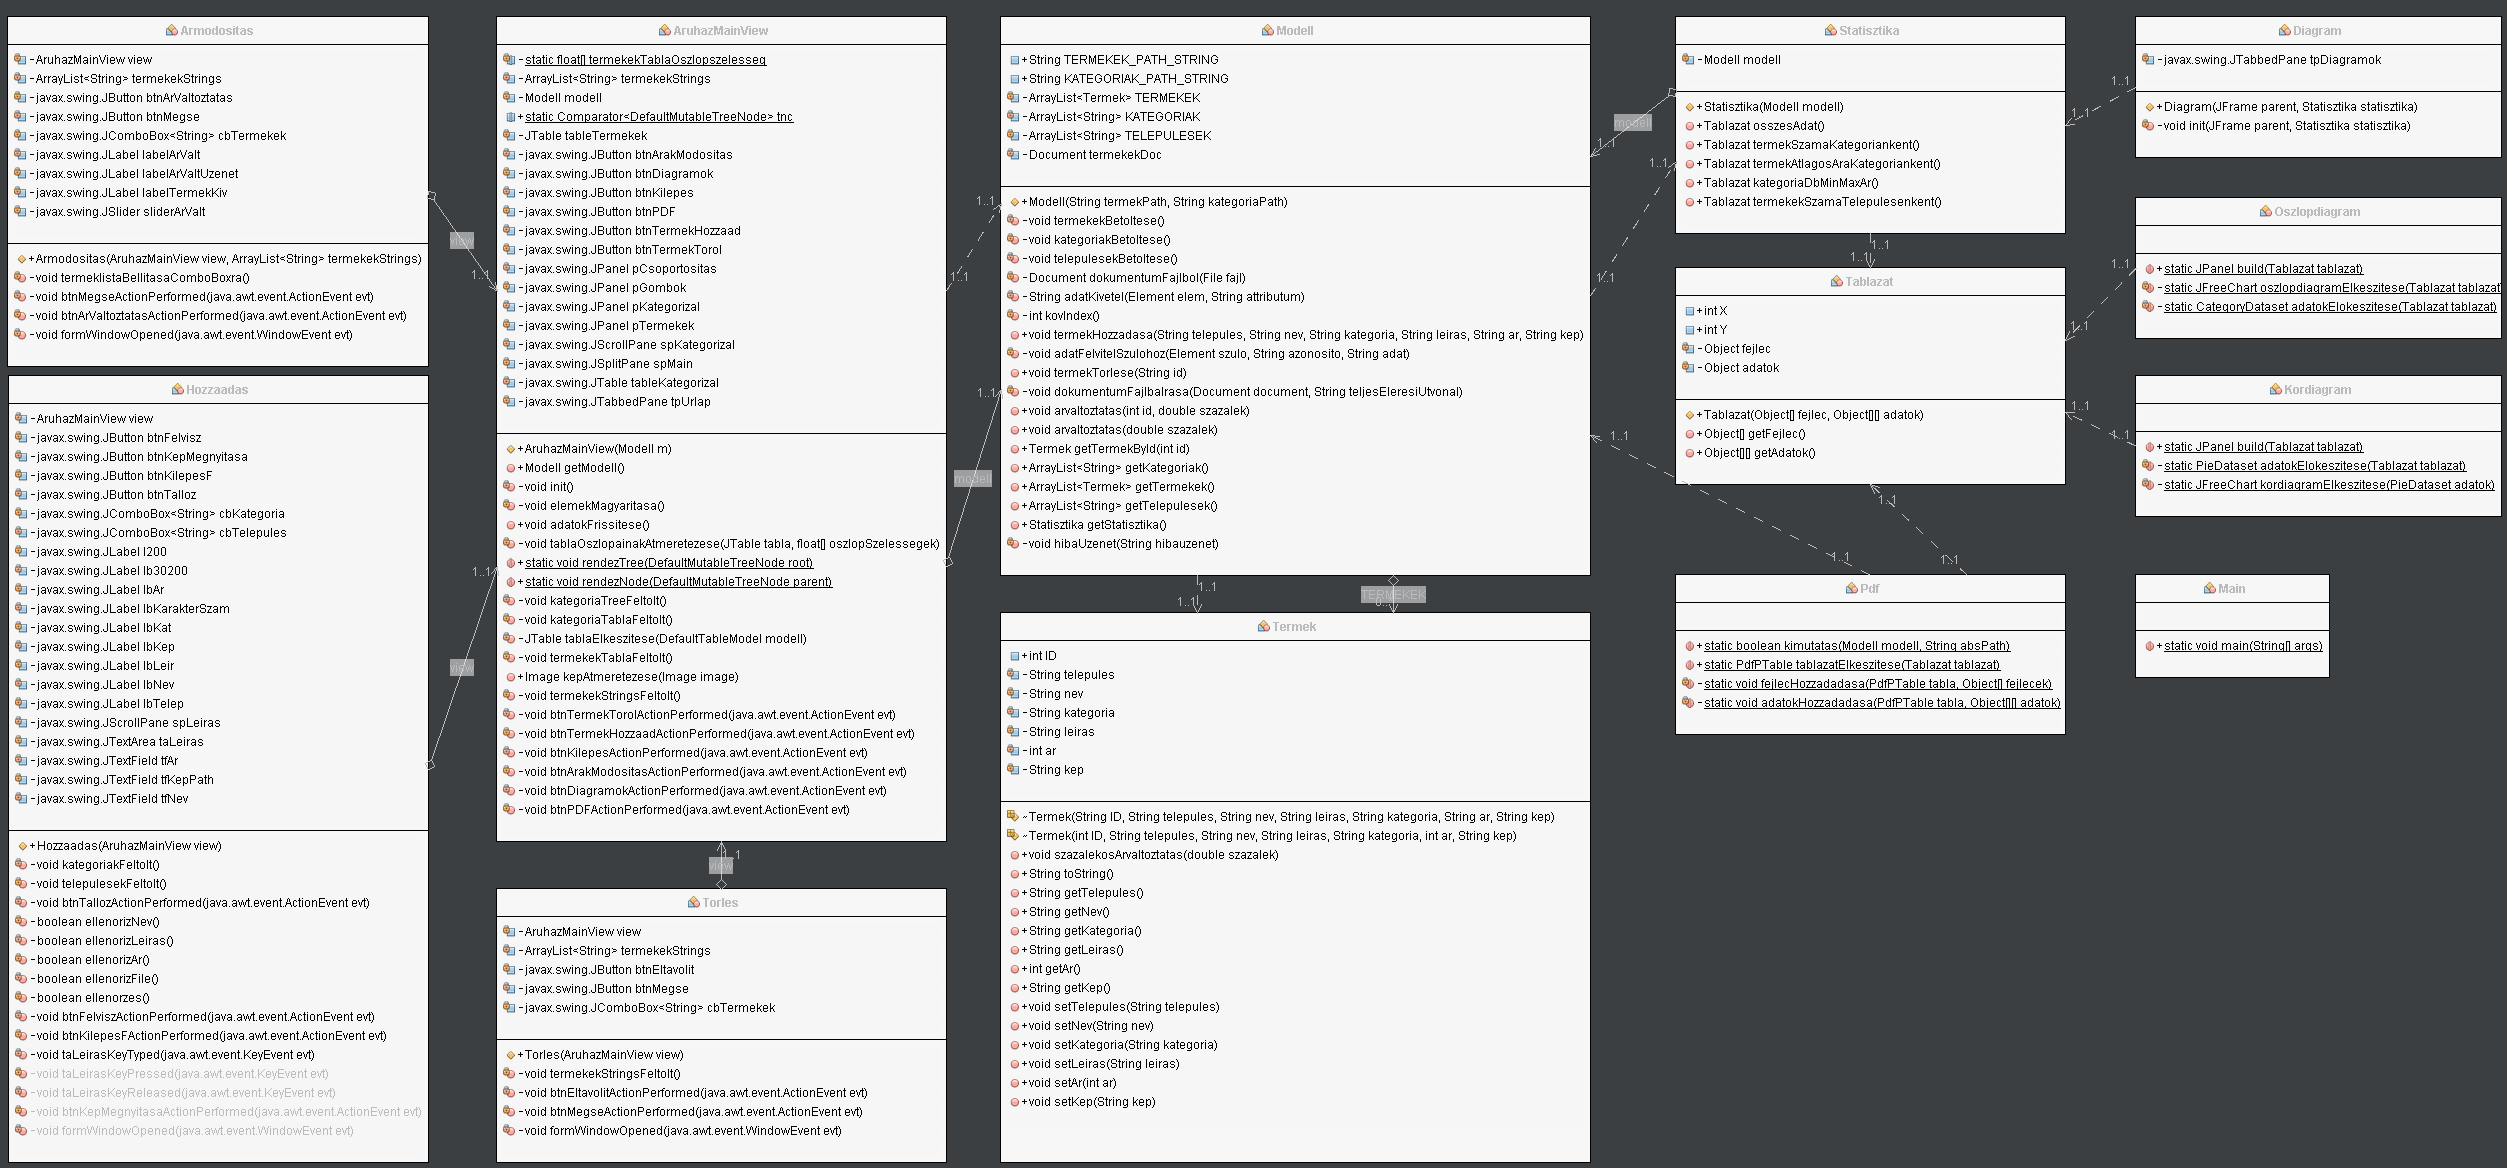 Armodositas
-AruhazMainView view
-ArrayList<String> termekekStrings
-javax.swing.JButton btnArValtoztatas
-javax.swing.JButton btnMegse
-javax.swing.JComboBox<String> cbTermekek
-javax.swing.JLabel labelArValt
-javax.swing.JLabel labelArValtUzenet
-javax.swing.JLabel labelTermekKiv
-javax.swing.JSlider sliderArValt
+Armodositas(AruhazMainView view, ArrayList<String> termekekStrings)
-void termeklistaBellitasaComboBoxra()
-void btnMegseActionPerformed(java.awt.event.ActionEvent evt)
-void btnArValtoztatasActionPerformed(java.awt.event.ActionEvent evt)
-void formWindowOpened(java.awt.event.WindowEvent evt)
Hozzaadas
-AruhazMainView view
-javax.swing.JButton btnFelvisz
-javax.swing.JButton btnKepMegnyitasa
-javax.swing.JButton btnKilepesF
-javax.swing.JButton btnTalloz
-javax.swing.JComboBox<String> cbKategoria
-javax.swing.JComboBox<String> cbTelepules
-javax.swing.JLabel l200
-javax.swing.JLabel lb30200
-javax.swing.JLabel lbAr
-javax.swing.JLabel lbKarakterSzam
-javax.swing.JLabel lbKat
-javax.swing.JLabel lbKep
-javax.swing.JLabel lbLeir
-javax.swing.JLabel lbNev
-javax.swing.JLabel lbTelep
-javax.swing.JScrollPane spLeiras
-javax.swing.JTextArea taLeiras
-javax.swing.JTextField tfAr
-javax.swing.JTextField tfKepPath
-javax.swing.JTextField tfNev
+Hozzaadas(AruhazMainView view)
-void kategoriakFeltolt()
-void telepulesekFeltolt()
-void btnTallozActionPerformed(java.awt.event.ActionEvent evt)
-boolean ellenorizNev()
-boolean ellenorizLeiras()
-boolean ellenorizAr()
-boolean ellenorizFile()
-boolean ellenorzes()
-void btnFelviszActionPerformed(java.awt.event.ActionEvent evt)
-void btnKilepesFActionPerformed(java.awt.event.ActionEvent evt)
-void taLeirasKeyTyped(java.awt.event.KeyEvent evt)
-void taLeirasKeyPressed(java.awt.event.KeyEvent evt)
-void taLeirasKeyReleased(java.awt.event.KeyEvent evt)
-void btnKepMegnyitasaActionPerformed(java.awt.event.ActionEvent evt)
-void formWindowOpened(java.awt.event.WindowEvent evt)
view
1..1
view
1..1
AruhazMainView
-static float[] termekekTablaOszlopszelesseg
-ArrayList<String> termekekStrings
-Modell modell
+static Comparator<DefaultMutableTreeNode> tnc
-JTable tableTermekek
-javax.swing.JButton btnArakModositas
-javax.swing.JButton btnDiagramok
-javax.swing.JButton btnKilepes
-javax.swing.JButton btnPDF
-javax.swing.JButton btnTermekHozzaad
-javax.swing.JButton btnTermekTorol
-javax.swing.JPanel pCsoportositas
-javax.swing.JPanel pGombok
-javax.swing.JPanel pKategorizal
-javax.swing.JPanel pTermekek
-javax.swing.JScrollPane spKategorizal
-javax.swing.JSplitPane spMain
-javax.swing.JTable tableKategorizal
-javax.swing.JTabbedPane tpUrlap
+AruhazMainView(Modell m)
+Modell getModell()
-void init()
-void elemekMagyaritasa()
+void adatokFrissitese()
-void tablaOszlopainakAtmeretezese(JTable tabla, float[] oszlopSzelessegek)
+static void rendezTree(DefaultMutableTreeNode root)
+static void rendezNode(DefaultMutableTreeNode parent)
-void kategoriaTreeFeltolt()
-void kategoriaTablaFeltolt()
-JTable tablaElkeszitese(DefaultTableModel modell)
-void termekekTablaFeltolt()
+Image kepAtmeretezese(Image image)
-void termekekStringsFeltolt()
-void btnTermekTorolActionPerformed(java.awt.event.ActionEvent evt)
-void btnTermekHozzaadActionPerformed(java.awt.event.ActionEvent evt)
-void btnKilepesActionPerformed(java.awt.event.ActionEvent evt)
-void btnArakModositasActionPerformed(java.awt.event.ActionEvent evt)
-void btnDiagramokActionPerformed(java.awt.event.ActionEvent evt)
-void btnPDFActionPerformed(java.awt.event.ActionEvent evt)
view
Torles
-AruhazMainView view
-ArrayList<String> termekekStrings
-javax.swing.JButton btnEltavolit
-javax.swing.JButton btnMegse
-javax.swing.JComboBox<String> cbTermekek
+Torles(AruhazMainView view)
-void termekekStringsFeltolt()
-void btnEltavolitActionPerformed(java.awt.event.ActionEvent evt)
-void btnMegseActionPerformed(java.awt.event.ActionEvent evt)
-void formWindowOpened(java.awt.event.WindowEvent evt)
1..1
1..1
1..1
modell
Modell
+String TERMEKEK_PATH_STRING
+String KATEGORIAK_PATH_STRING
-ArrayList<Termek> TERMEKEK
-ArrayList<String> KATEGORIAK
-ArrayList<String> TELEPULESEK
-Document termekekDoc
+Modell(String termekPath, String kategoriaPath)
-void termekekBetoltese()
-void kategoriakBetoltese()
-void telepulesekBetoltese()
-Document dokumentumFajlbol(File fajl)
-String adatKivetel(Element elem, String attributum)
-int kovIndex()
+void termekHozzadasa(String telepules, String nev, String kategoria, String leiras, String ar, String kep)
-void adatFelvitelSzulohoz(Element szulo, String azonosito, String adat)
+void termekTorlese(String id)
-void dokumentumFajlbaIrasa(Document document, String teljesEleresiUtvonal)
+void arvaltoztatas(int id, double szazalek)
+void arvaltoztatas(double szazalek)
+Termek getTermekById(int id)
+ArrayList<String> getKategoriak()
+ArrayList<Termek> getTermekek()
+ArrayList<String> getTelepulesek()
+Statisztika getStatisztika()
-void hibaUzenet(String hibauzenet)
1..1
1..1
TERMEKEK
Termek
+int ID
-String telepules
-String nev
-String kategoria
-String leiras
-int ar
-String kep
~Termek(String ID, String telepules, String nev, String leiras, String kategoria, String ar, String kep)
~Termek(int ID, String telepules, String nev, String leiras, String kategoria, int ar, String kep)
+void szazalekosArvaltoztatas(double szazalek)
+String toString()
+String getTelepules()
+String getNev()
+String getKategoria()
+String getLeiras()
+int getAr()
+String getKep()
+void setTelepules(String telepules)
+void setNev(String nev)
+void setKategoria(String kategoria)
+void setLeiras(String leiras)
+void setAr(int ar)
+void setKep(String kep)
modell
1..1
1..1
1..1
1..1
1..1
Statisztika
-Modell modell
+Statisztika(Modell modell)
+Tablazat osszesAdat()
+Tablazat termekSzamaKategoriankent()
+Tablazat termekAtlagosAraKategoriankent()
+Tablazat kategoriaDbMinMaxAr()
+Tablazat termekekSzamaTelepulesenkent()
1..1
1..1
Tablazat
+int X
+int Y
-Object fejlec
-Object adatok
+Tablazat(Object[] fejlec, Object[][] adatok)
+Object[] getFejlec()
+Object[][] getAdatok()
1..1
1..1
Pdf
+static boolean kimutatas(Modell modell, String absPath)
+static PdfPTable tablazatElkeszitese(Tablazat tablazat)
-static void fejlecHozzadadasa(PdfPTable tabla, Object[] fejlecek)
-static void adatokHozzadadasa(PdfPTable tabla, Object[][] adatok)
1..1
1..1
1..1
1..1
1..1
1..1
Diagram
-javax.swing.JTabbedPane tpDiagramok
+Diagram(JFrame parent, Statisztika statisztika)
-void init(JFrame parent, Statisztika statisztika)
Oszlopdiagram
+static JPanel build(Tablazat tablazat)
-static JFreeChart oszlopdiagramElkeszitese(Tablazat tablazat
-static CategoryDataset adatokElokeszitese(Tablazat tablazat)
Kordiagram
+static JPanel build(Tablazat tablazat)
-static PieDataset adatokElokeszitese(Tablazat tablazat)
-static JFreeChart kordiagramElkeszitese(PieDataset adatok)
Main
+static void main(String[] args)